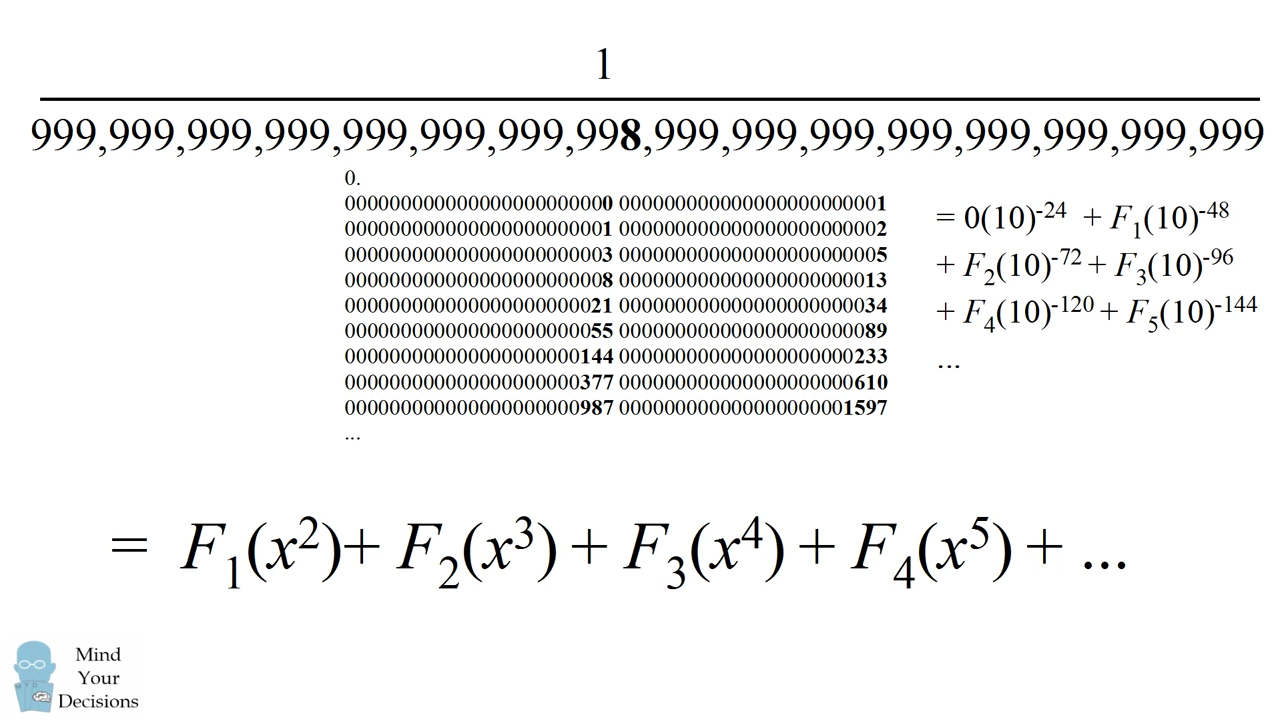 1
999,999,999,999,999,999,999,998,999,999,999,999,999,999,999,999
0.
000000000000000000000000 000000000000000000000001
000000000000000000000001 000000000000000000000002
000000000000000000000003 000000000000000000000005
000000000000000000000008 000000000000000000000013
000000000000000000000021 000000000000000000000034
000000000000000000000055 000000000000000000000089
000000000000000000000144 000000000000000000000233
000000000000000000000377 000000000000000000000610
000000000000000000000987 000000000000000000001597
...
= 0(10)⁻²⁴ + F₁(10)⁻⁴⁸
+ F₂(10)⁻⁷² + F₃(10)⁻⁹⁶
+ F₄(10)⁻¹²⁰ + F₅(10)⁻¹⁴⁴
...
= F₁(x²)+ F₂(x³) + F₃(x⁴) + F₄(x⁵) + ...
Mind
Your
Decisions